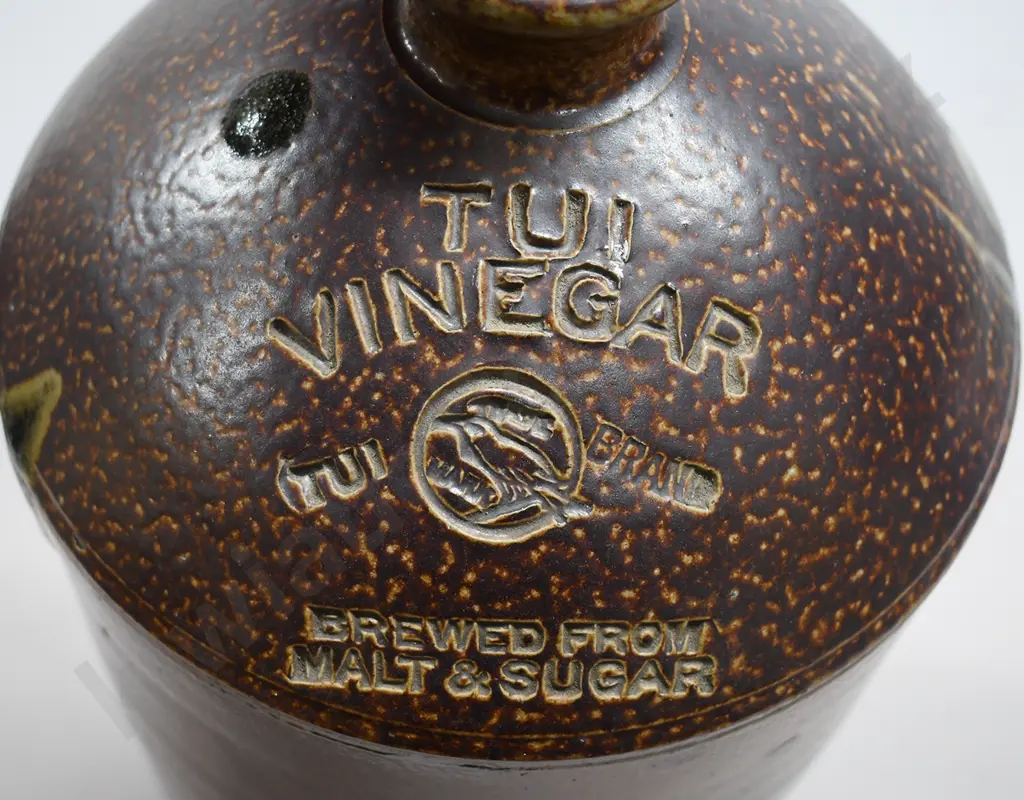 TUI
VINEGAR
TUI BRAND
BREWED FROM
MALT & SUGAR